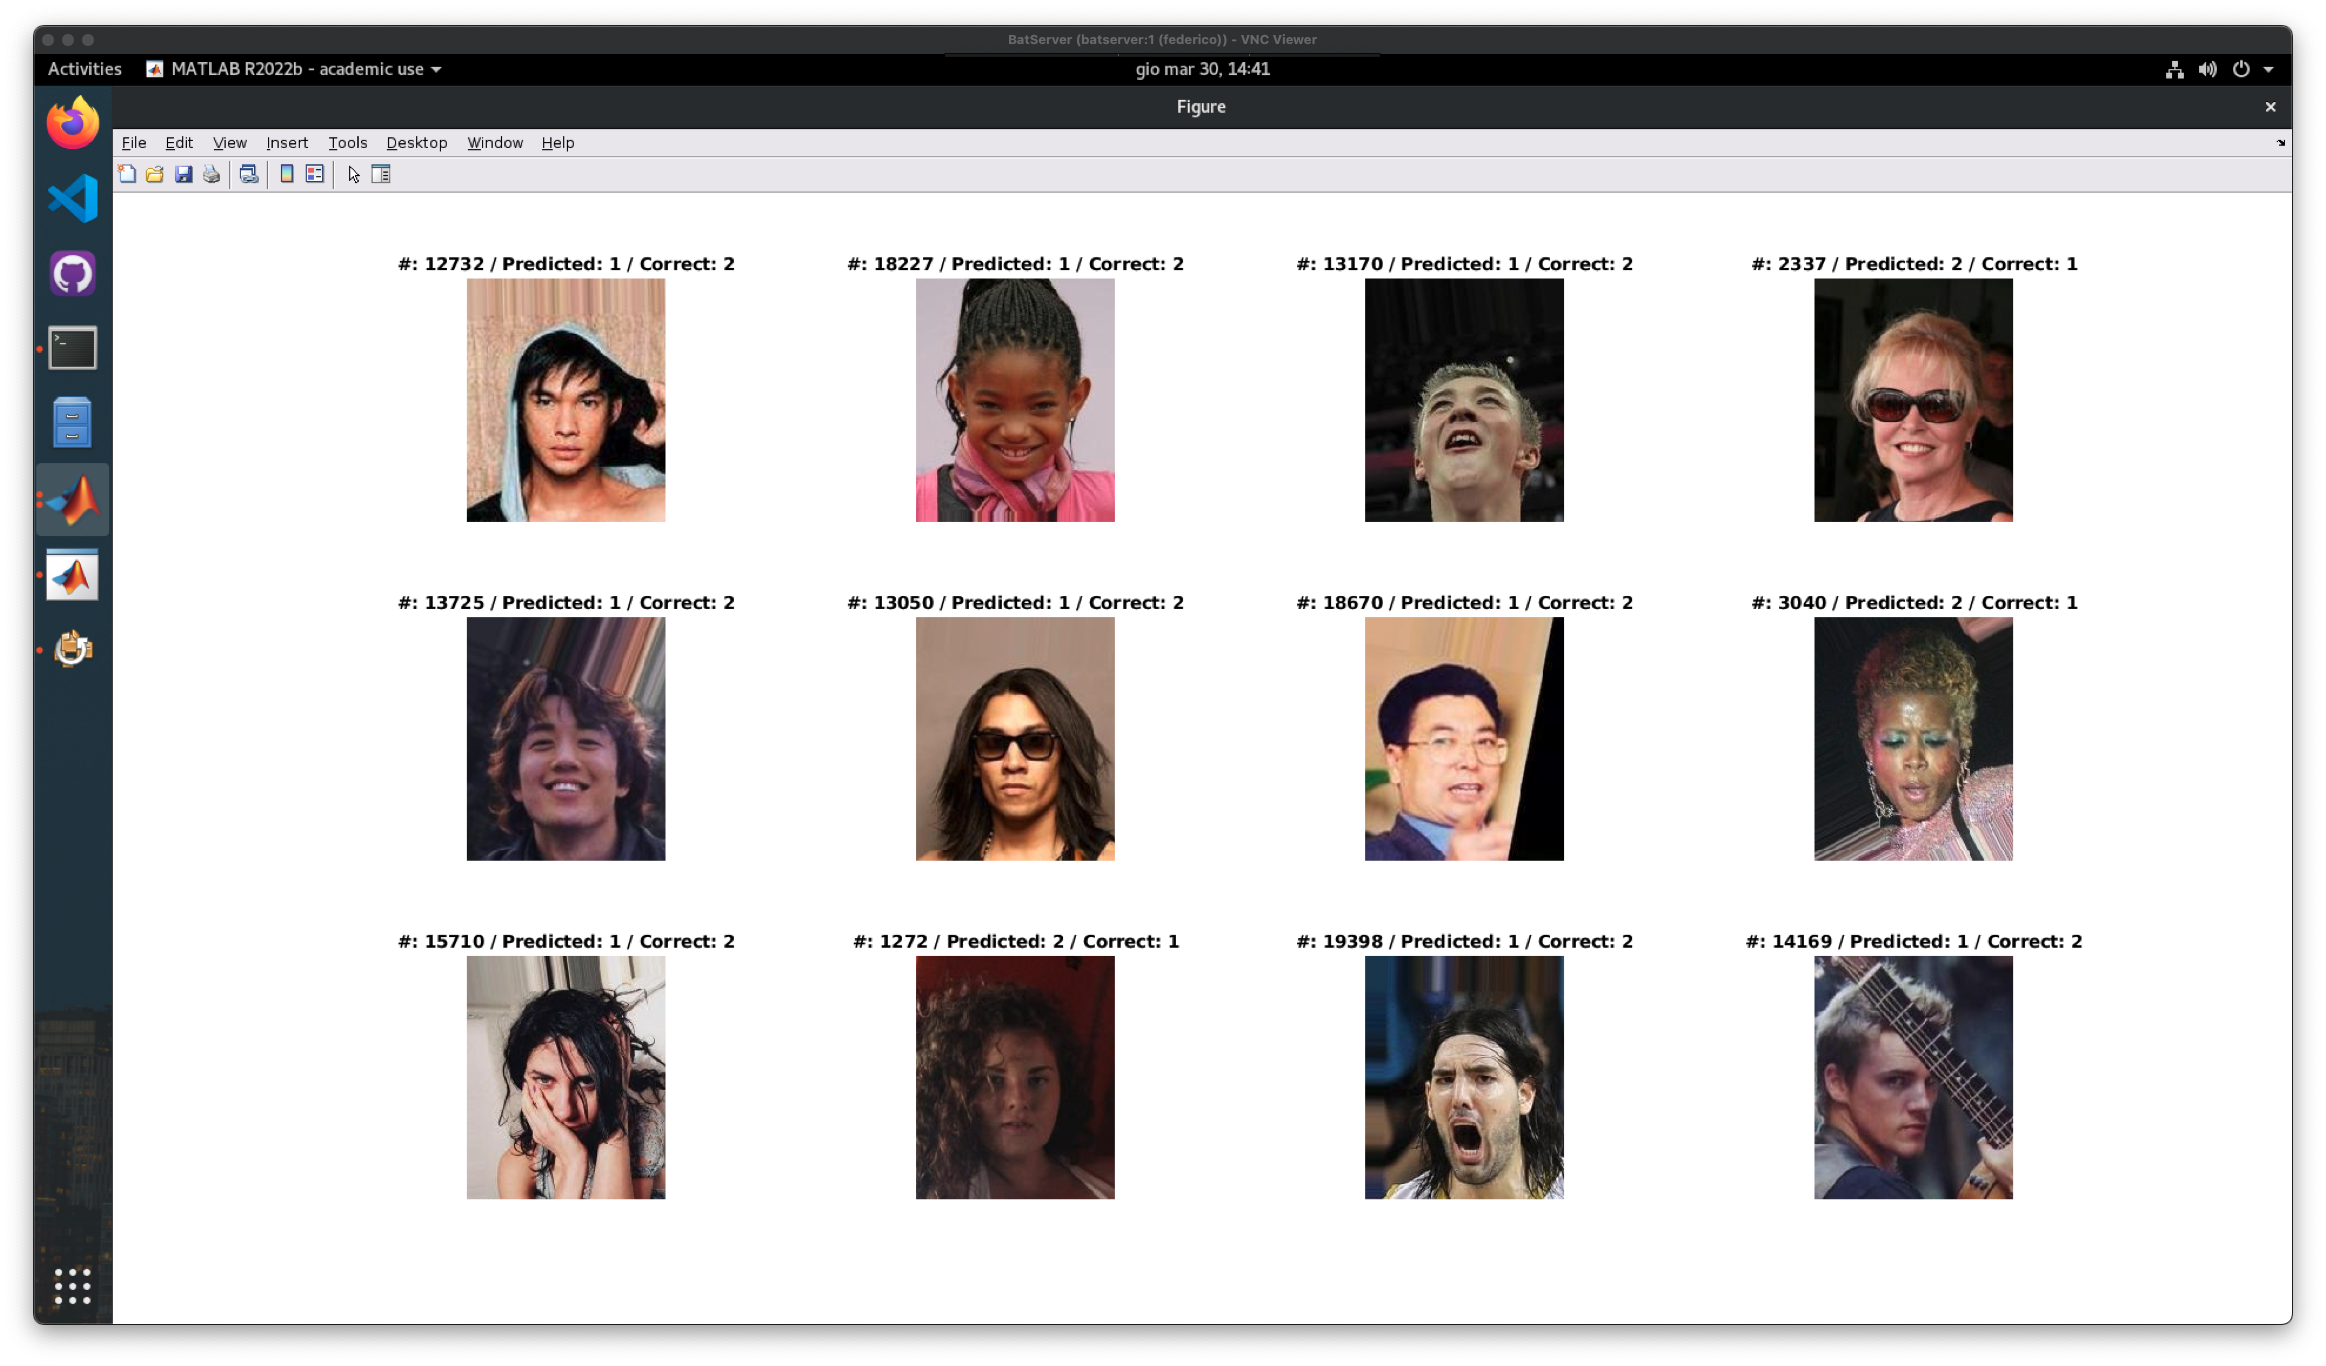 BatServer (batserver:1 (federico)) - VNC Viewer
Activities MATLAB R2022b - academic use gio mar 30, 14:41
Figure
File Edit View Insert Tools Desktop Window Help
#: 12732 / Predicted: 1 / Correct: 2
#: 18227 / Predicted: 1 / Correct: 2
#: 13170 / Predicted: 1 / Correct: 2
#: 2337 / Predicted: 2 / Correct: 1
#: 13725 / Predicted: 1 / Correct: 2
#: 13050 / Predicted: 1 / Correct: 2
#: 18670 / Predicted: 1 / Correct: 2
#: 3040 / Predicted: 2 / Correct: 1
#: 15710 / Predicted: 1 / Correct: 2
#: 1272 / Predicted: 2 / Correct: 1
#: 19398 / Predicted: 1 / Correct: 2
#: 14169 / Predicted: 1 / Correct: 2